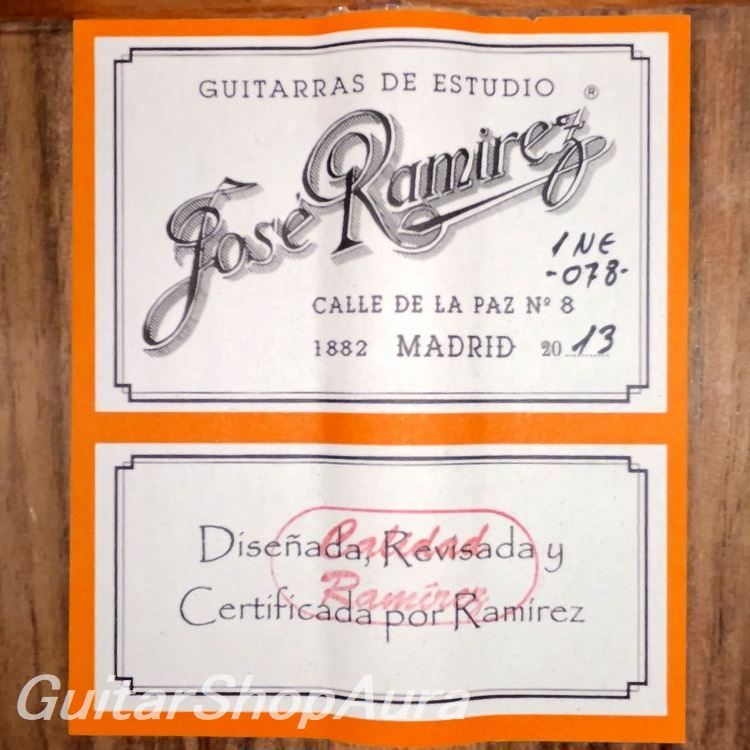 GUITARRAS DE ESTUDIO ®
José Ramírez
1NE
-078-
CALLE DE LA PAZ Nº 8
1882 MADRID 2013
Calidad
Diseñada, Revisada y
Ramírez
Certificada por Ramírez
GuitarShopAura